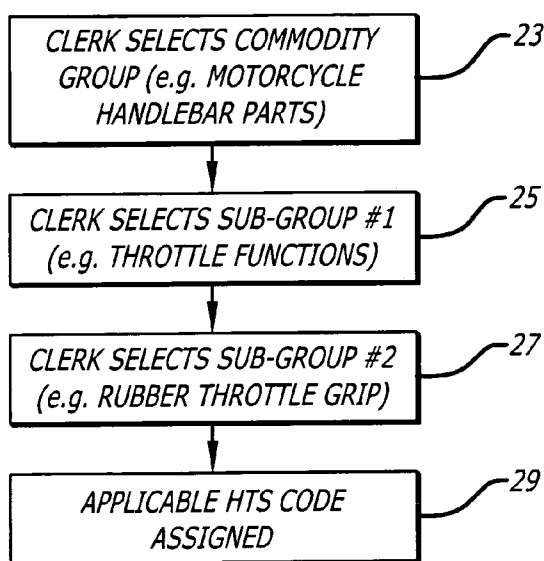 CLERK SELECTS COMMODITY
GROUP (e.g. MOTORCYCLE
HANDLEBAR PARTS)
23
CLERK SELECTS SUB-GROUP #1
(e.g. THROTTLE FUNCTIONS)
25
CLERK SELECTS SUB-GROUP #2
(e.g. RUBBER THROTTLE GRIP)
27
APPLICABLE HTS CODE
ASSIGNED
29